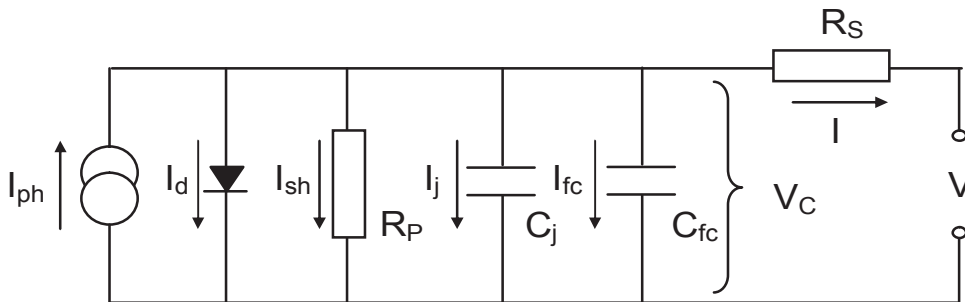 R_S
I
I_ph
I_d
I_sh
R_P
I_j
C_j
I_fc
C_fc
V_C
V